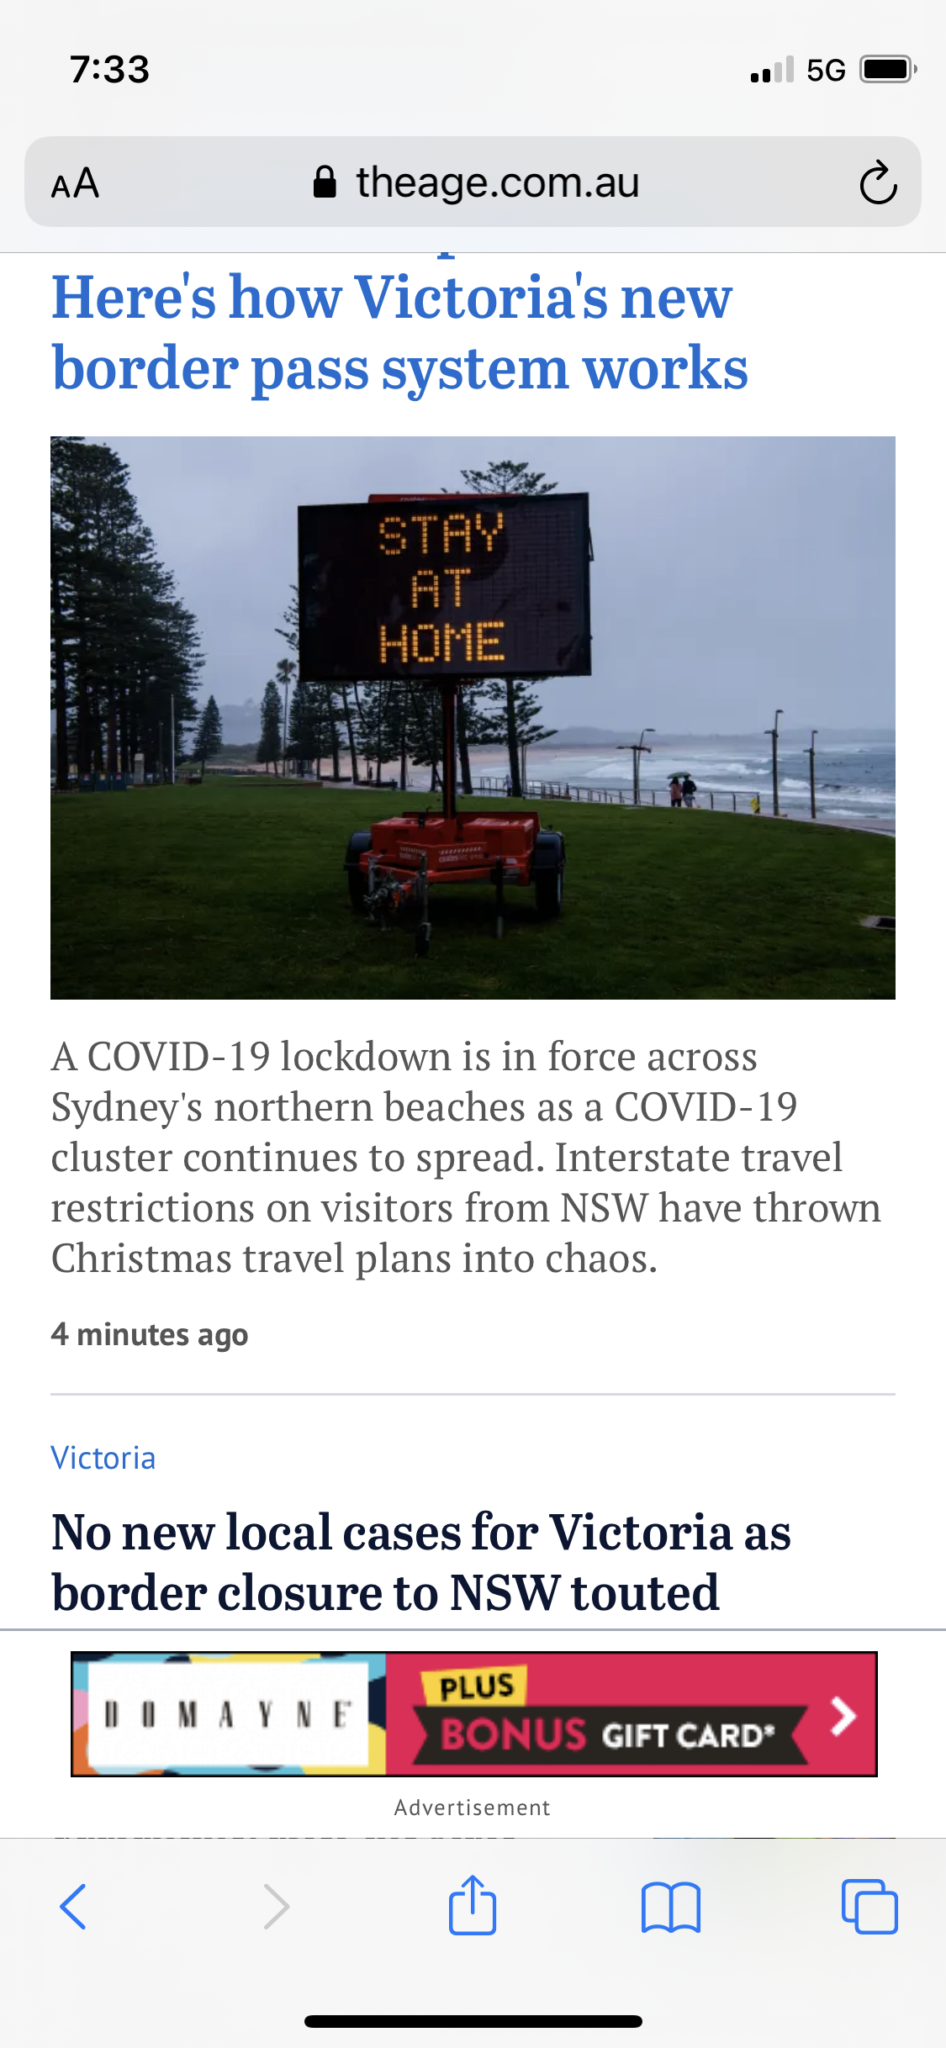 7:33
5G
AA
theage.com.au
Here's how Victoria's new
border pass system works
STAY
AT
HOME
A COVID-19 lockdown is in force across
Sydney's northern beaches as a COVID-19
cluster continues to spread. Interstate travel
restrictions on visitors from NSW have thrown
Christmas travel plans into chaos.
4 minutes ago
Victoria
No new local cases for Victoria as
border closure to NSW touted
DOMAYNE
PLUS
BONUS GIFT CARD*
Advertisement